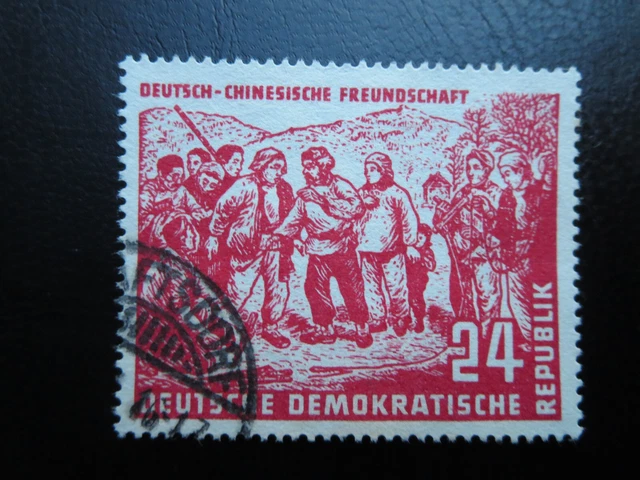 DEUTSCH-CHINESISCHE FREUNDSCHAFT
24
DEUTSCHE DEMOKRATISCHE
REPUBLIK